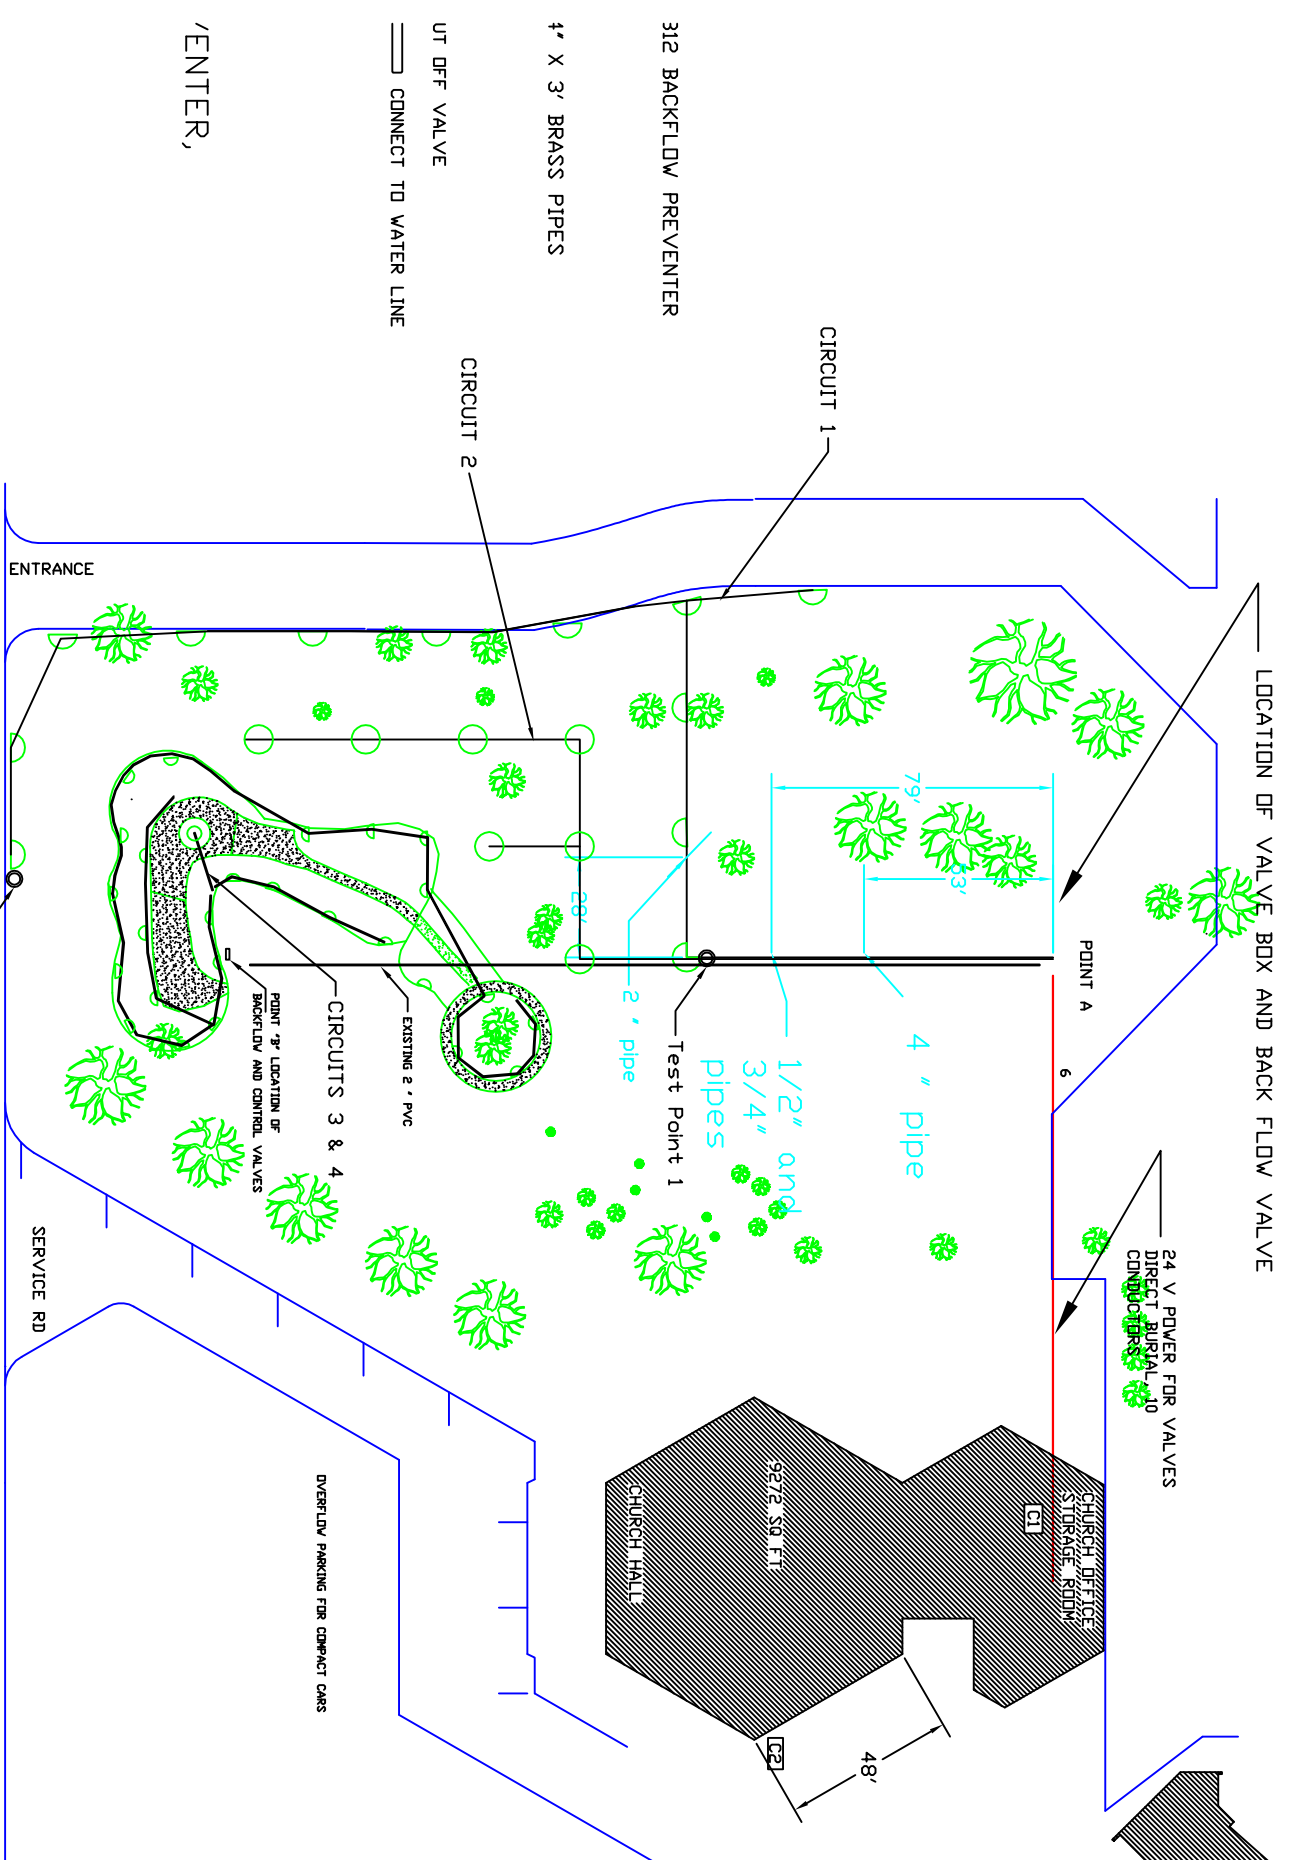 LOCATION OF VALVE BOX AND BACK FLOW VALVE
24 V POWER FOR VALVES
DIRECT BURIAL, 10
CONDUCTORS
POINT A
6
CHURCH OFFICE
STORAGE ROOM
C1
4 " pipe
63'
79'
CIRCUIT 1
1/2" and
3/4"
pipes
9272 SQ FT
C2
48'
312 BACKFLOW PREVENTER
Test Point 1
CHURCH HALL
2 " pipe
28'
4" X 3' BRASS PIPES
CIRCUIT 2
UT OFF VALVE
CONNECT TO WATER LINE
EXISTING 2 " PVC
CIRCUITS 3 & 4
OVERFLOW PARKING FOR COMPACT CARS
POINT "B" LOCATION OF
BACKFLOW AND CONTROL VALVES
ENTER,
ENTRANCE
SERVICE RD